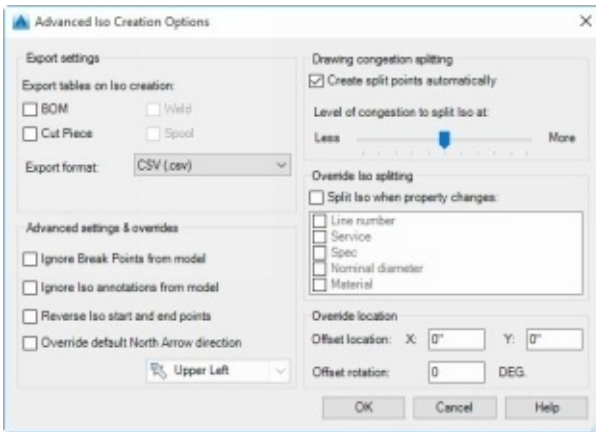 Advanced Iso Creation Options
Export settings
Export tables on Iso creation:
BOM
Weld
Cut Piece
Spool
Export format:
CSV (.csv)
Advanced settings & overrides
Ignore Break Points from model
Ignore Iso annotations from model
Reverse Iso start and end points
Override default North Arrow direction
Upper Left
Drawing congestion splitting
Create split points automatically
Level of congestion to split Iso at:
Less
More
Override Iso splitting
Split Iso when property changes:
Line number
Service
Spec
Nominal diameter
Material
Override location
Offset location: X: 0" Y: 0"
Offset rotation: 0 DEG.
OK Cancel Help